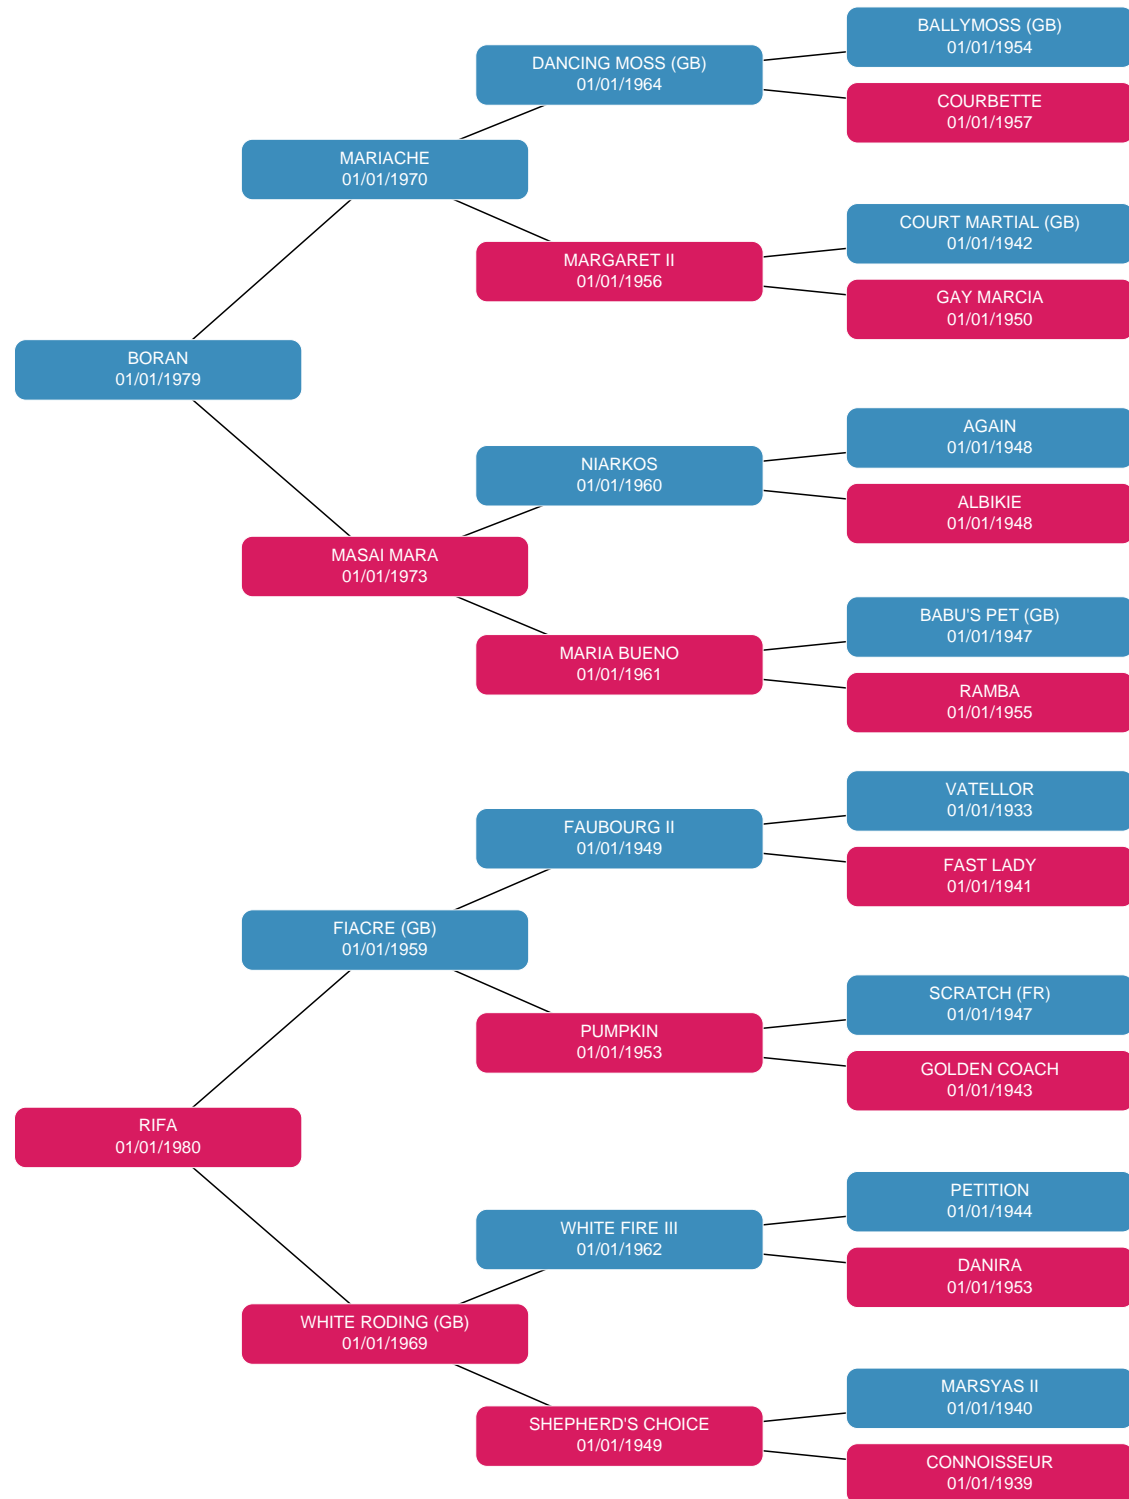 BALLYMOSS (GB)
01/01/1954
DANCING MOSS (GB)
01/01/1964
COURBETTE
01/01/1957
MARIACHE
01/01/1970
COURT MARTIAL (GB)
01/01/1942
MARGARET II
01/01/1956
GAY MARCIA
01/01/1950
BORAN
01/01/1979
AGAIN
01/01/1948
NIARKOS
01/01/1960
ALBIKIE
01/01/1948
MASAI MARA
01/01/1973
BABU'S PET (GB)
01/01/1947
MARIA BUENO
01/01/1961
RAMBA
01/01/1955
VATELLOR
01/01/1933
FAUBOURG II
01/01/1949
FAST LADY
01/01/1941
FIACRE (GB)
01/01/1959
SCRATCH (FR)
01/01/1947
PUMPKIN
01/01/1953
GOLDEN COACH
01/01/1943
RIFA
01/01/1980
PETITION
01/01/1944
WHITE FIRE III
01/01/1962
DANIRA
01/01/1953
WHITE RODING (GB)
01/01/1969
MARSYAS II
01/01/1940
SHEPHERD'S CHOICE
01/01/1949
CONNOISSEUR
01/01/1939